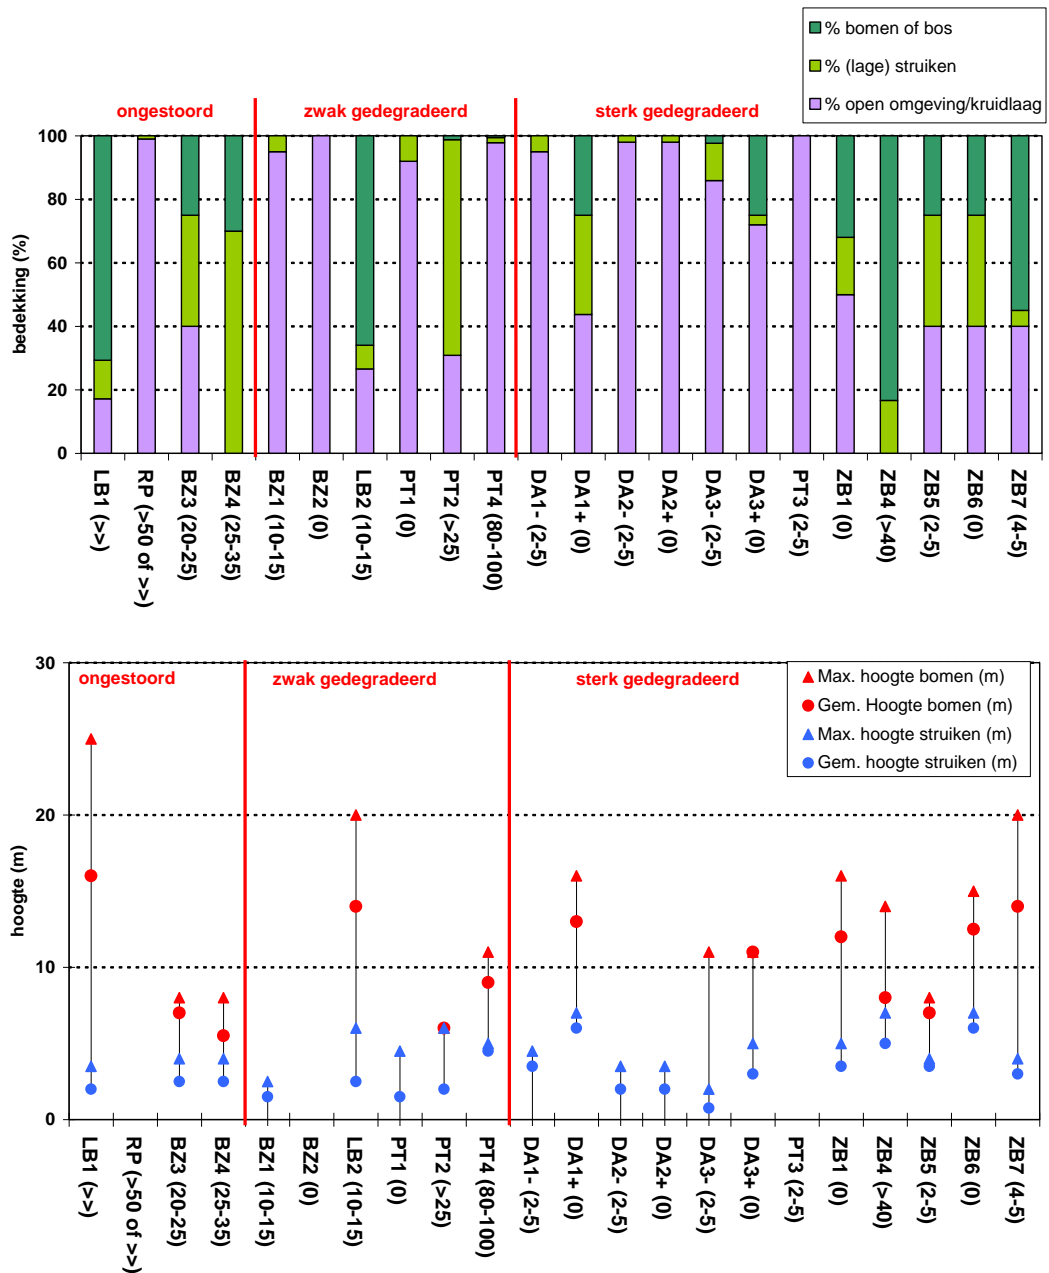 % bomen of bos
% (lage) struiken
% open omgeving/kruidlaag
ongestoord
zwak gedegradeerd
sterk gedegradeerd
bedekking (%)
100
80
60
40
20
0
LB1 (>>)
RP (>50 of >>)
BZ3 (20-25)
BZ4 (25-35)
BZ1 (10-15)
BZ2 (0)
LB2 (10-15)
PT1 (0)
PT2 (>25)
PT4 (80-100)
DA1- (2-5)
DA1+ (0)
DA2- (2-5)
DA2+ (0)
DA3- (2-5)
DA3+ (0)
PT3 (2-5)
ZB1 (0)
ZB4 (>40)
ZB5 (2-5)
ZB6 (0)
ZB7 (4-5)
ongestoord
zwak gedegradeerd
sterk gedegradeerd
Max. hoogte bomen (m)
Gem. Hoogte bomen (m)
Max. hoogte struiken (m)
Gem. hoogte struiken (m)
hoogte (m)
30
20
10
0
LB1 (>>)
RP (>50 of >>)
BZ3 (20-25)
BZ4 (25-35)
BZ1 (10-15)
BZ2 (0)
LB2 (10-15)
PT1 (0)
PT2 (>25)
PT4 (80-100)
DA1- (2-5)
DA1+ (0)
DA2- (2-5)
DA2+ (0)
DA3- (2-5)
DA3+ (0)
PT3 (2-5)
ZB1 (0)
ZB4 (>40)
ZB5 (2-5)
ZB6 (0)
ZB7 (4-5)